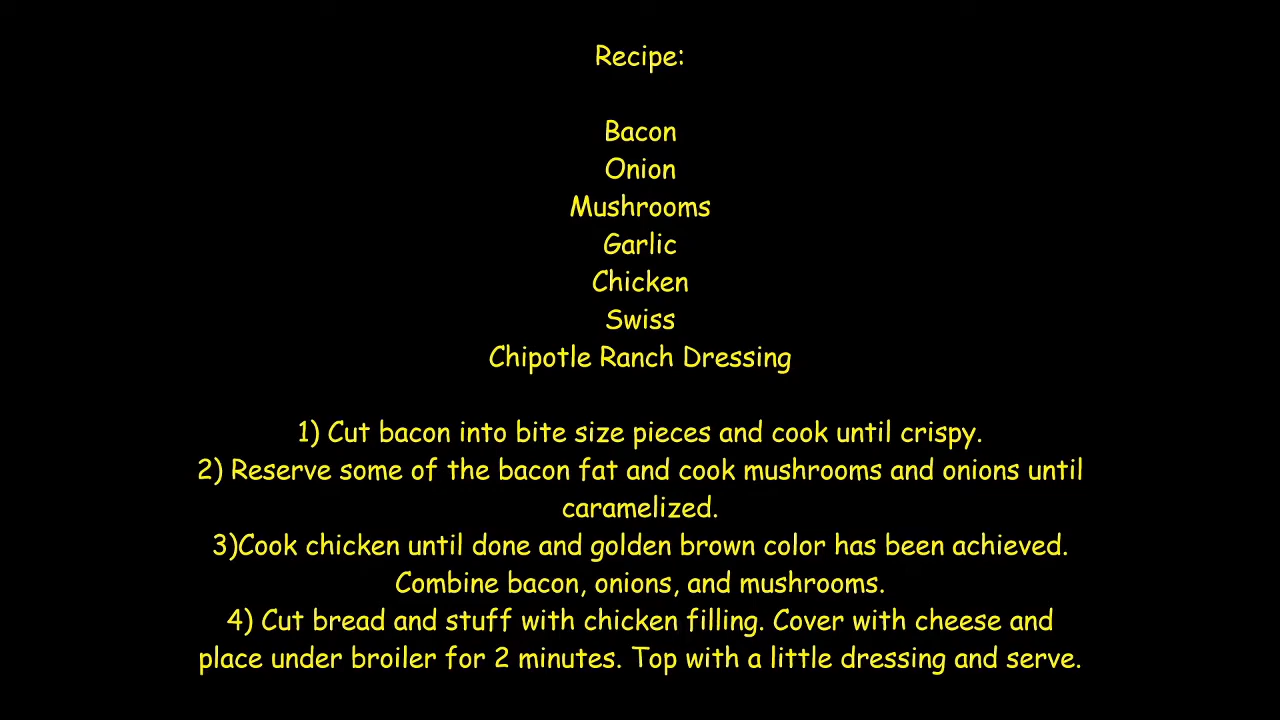 Recipe:
Bacon
Onion
Mushrooms
Garlic
Chicken
Swiss
Chipotle Ranch Dressing
1) Cut bacon into bite size pieces and cook until crispy.
2) Reserve some of the bacon fat and cook mushrooms and onions until
caramelized.
3)Cook chicken until done and golden brown color has been achieved.
Combine bacon, onions, and mushrooms.
4) Cut bread and stuff with chicken filling. Cover with cheese and
place under broiler for 2 minutes. Top with a little dressing and serve.